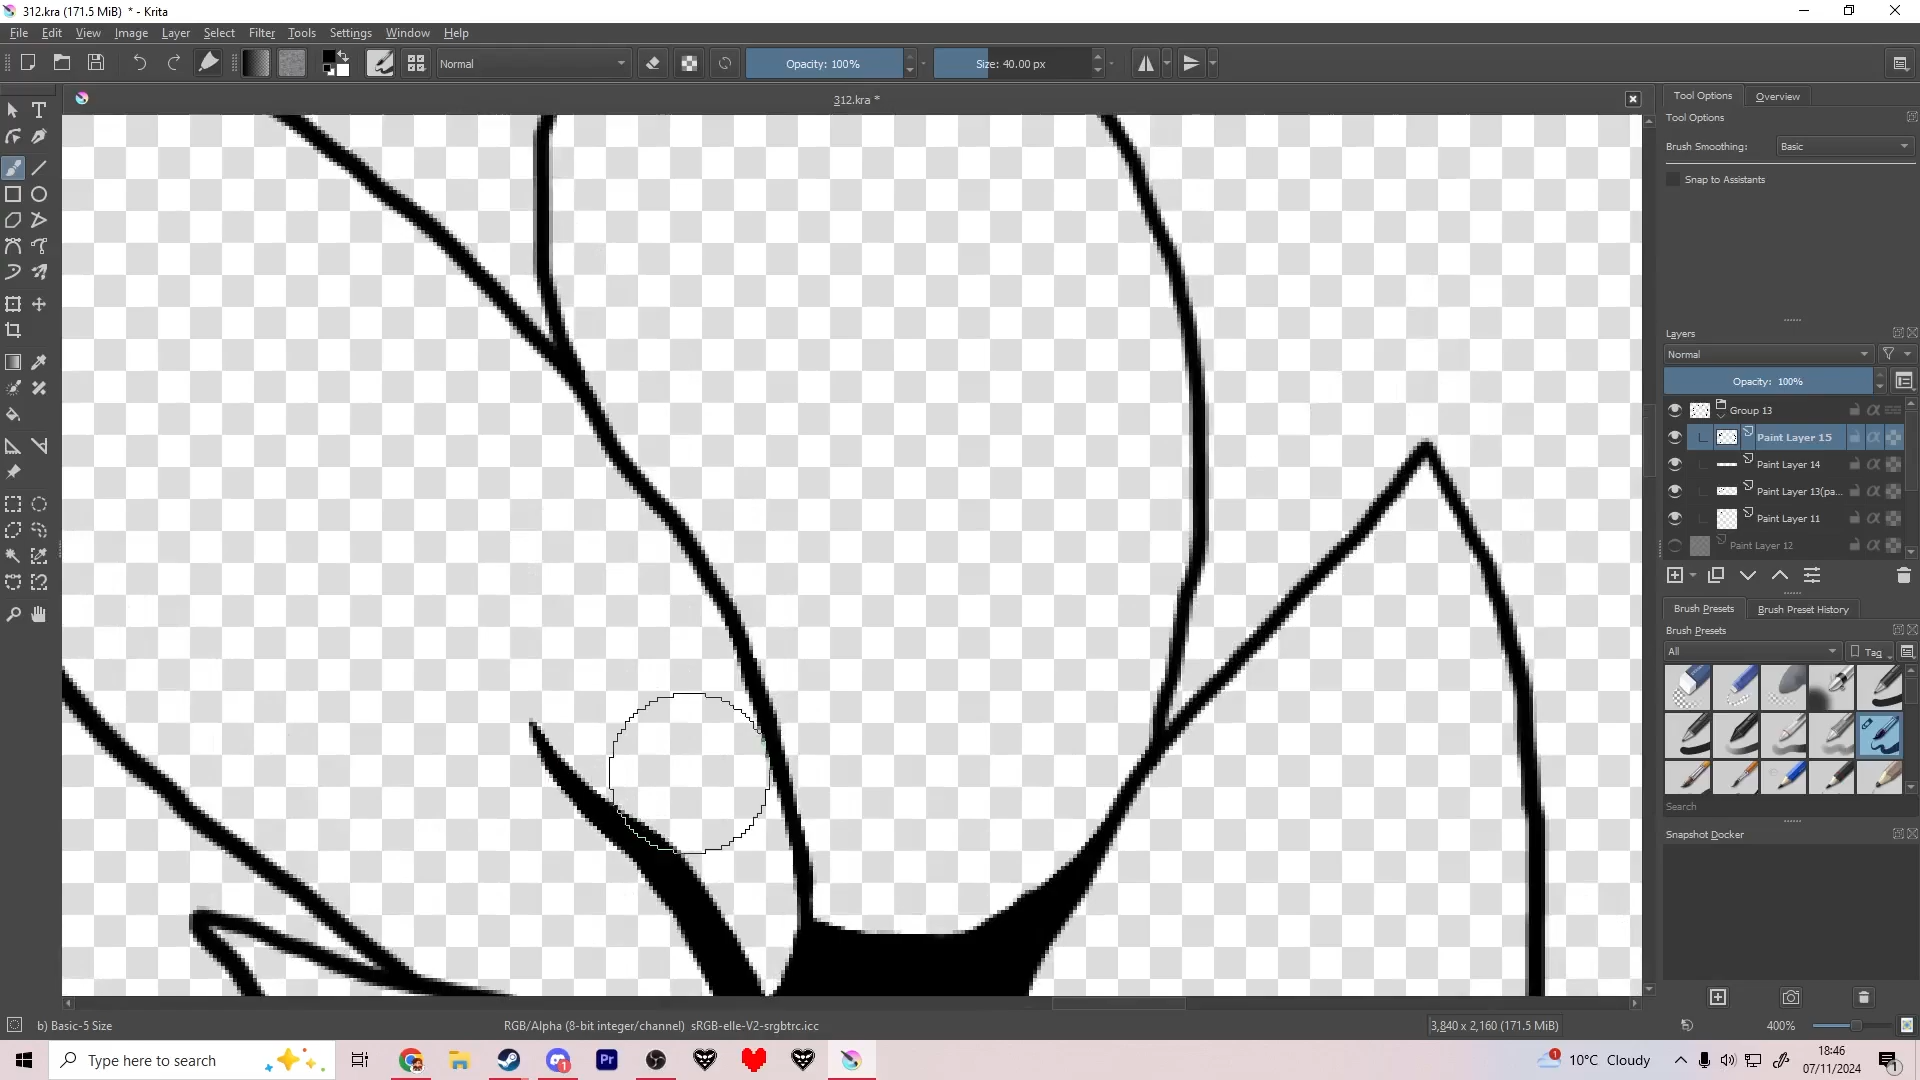 312.kra (171.5 MiB)  * - Krita
File Edit View Image Layer Select Filter Tools Settings Window Help
Normal
Opacity: 100%
Size: 40.00 px
312.kra *
Tool Options
Overview
Tool Options
Brush Smoothing:
Basic
Snap to Assistants
Layers
Normal
Opacity:  100%
Group 13
Paint Layer 15
Paint Layer 14
Paint Layer 13(pa...
Paint Layer 11
Paint Layer 12
Brush Presets
Brush Preset History
Brush Presets
All
Tag
Search
Snapshot Docker
b) Basic-5 Size
RGB/Alpha (8-bit integer/channel)  sRGB-elle-V2-srgbtrc.icc
3,840 x 2,160 (171.5 MiB)
400%
Type here to search
1
Pr
1
10°C  Cloudy
18:46
07/11/2024
1